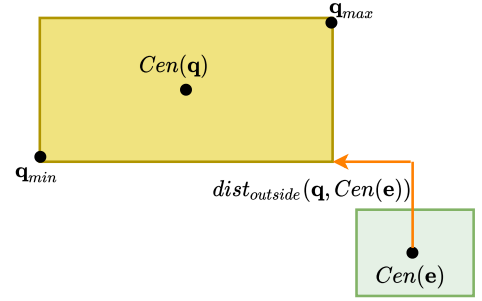 q_max
Cen(q)
q_min
dist_outside(q, Cen(e))
Cen(e)